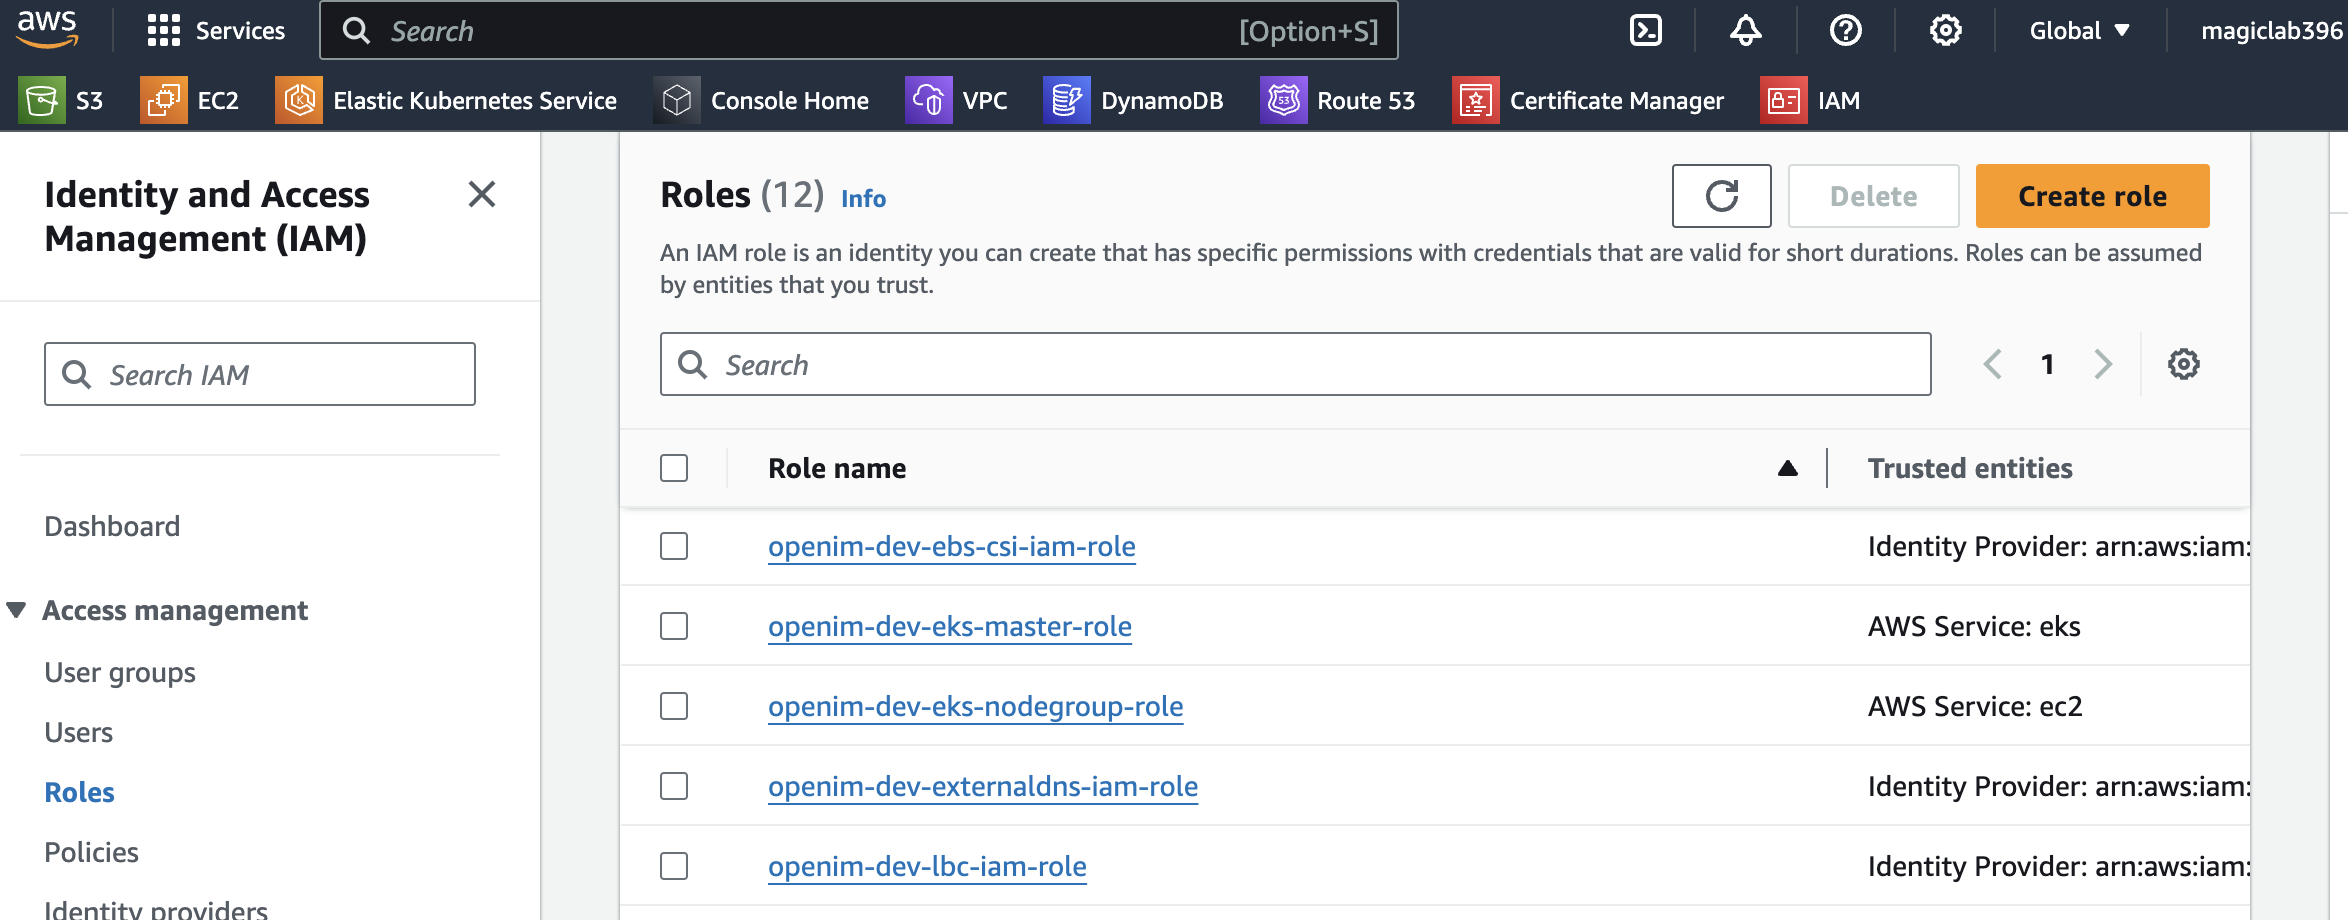 aws
Services
Search
[Option+S]
Global
magiclab396
S3
EC2
Elastic Kubernetes Service
Console Home
VPC
DynamoDB
Route 53
Certificate Manager
IAM
Identity and Access
Management (IAM)
Search IAM
Dashboard
Access management
User groups
Users
Roles
Policies
Identity providers
Roles (12) Info
Delete
Create role
An IAM role is an identity you can create that has specific permissions with credentials that are valid for short durations. Roles can be assumed
by entities that you trust.
Search
1
Role name
Trusted entities
openim-dev-ebs-csi-iam-role
Identity Provider: arn:aws:iam:
openim-dev-eks-master-role
AWS Service: eks
openim-dev-eks-nodegroup-role
AWS Service: ec2
openim-dev-externaldns-iam-role
Identity Provider: arn:aws:iam:
openim-dev-lbc-iam-role
Identity Provider: arn:aws:iam: